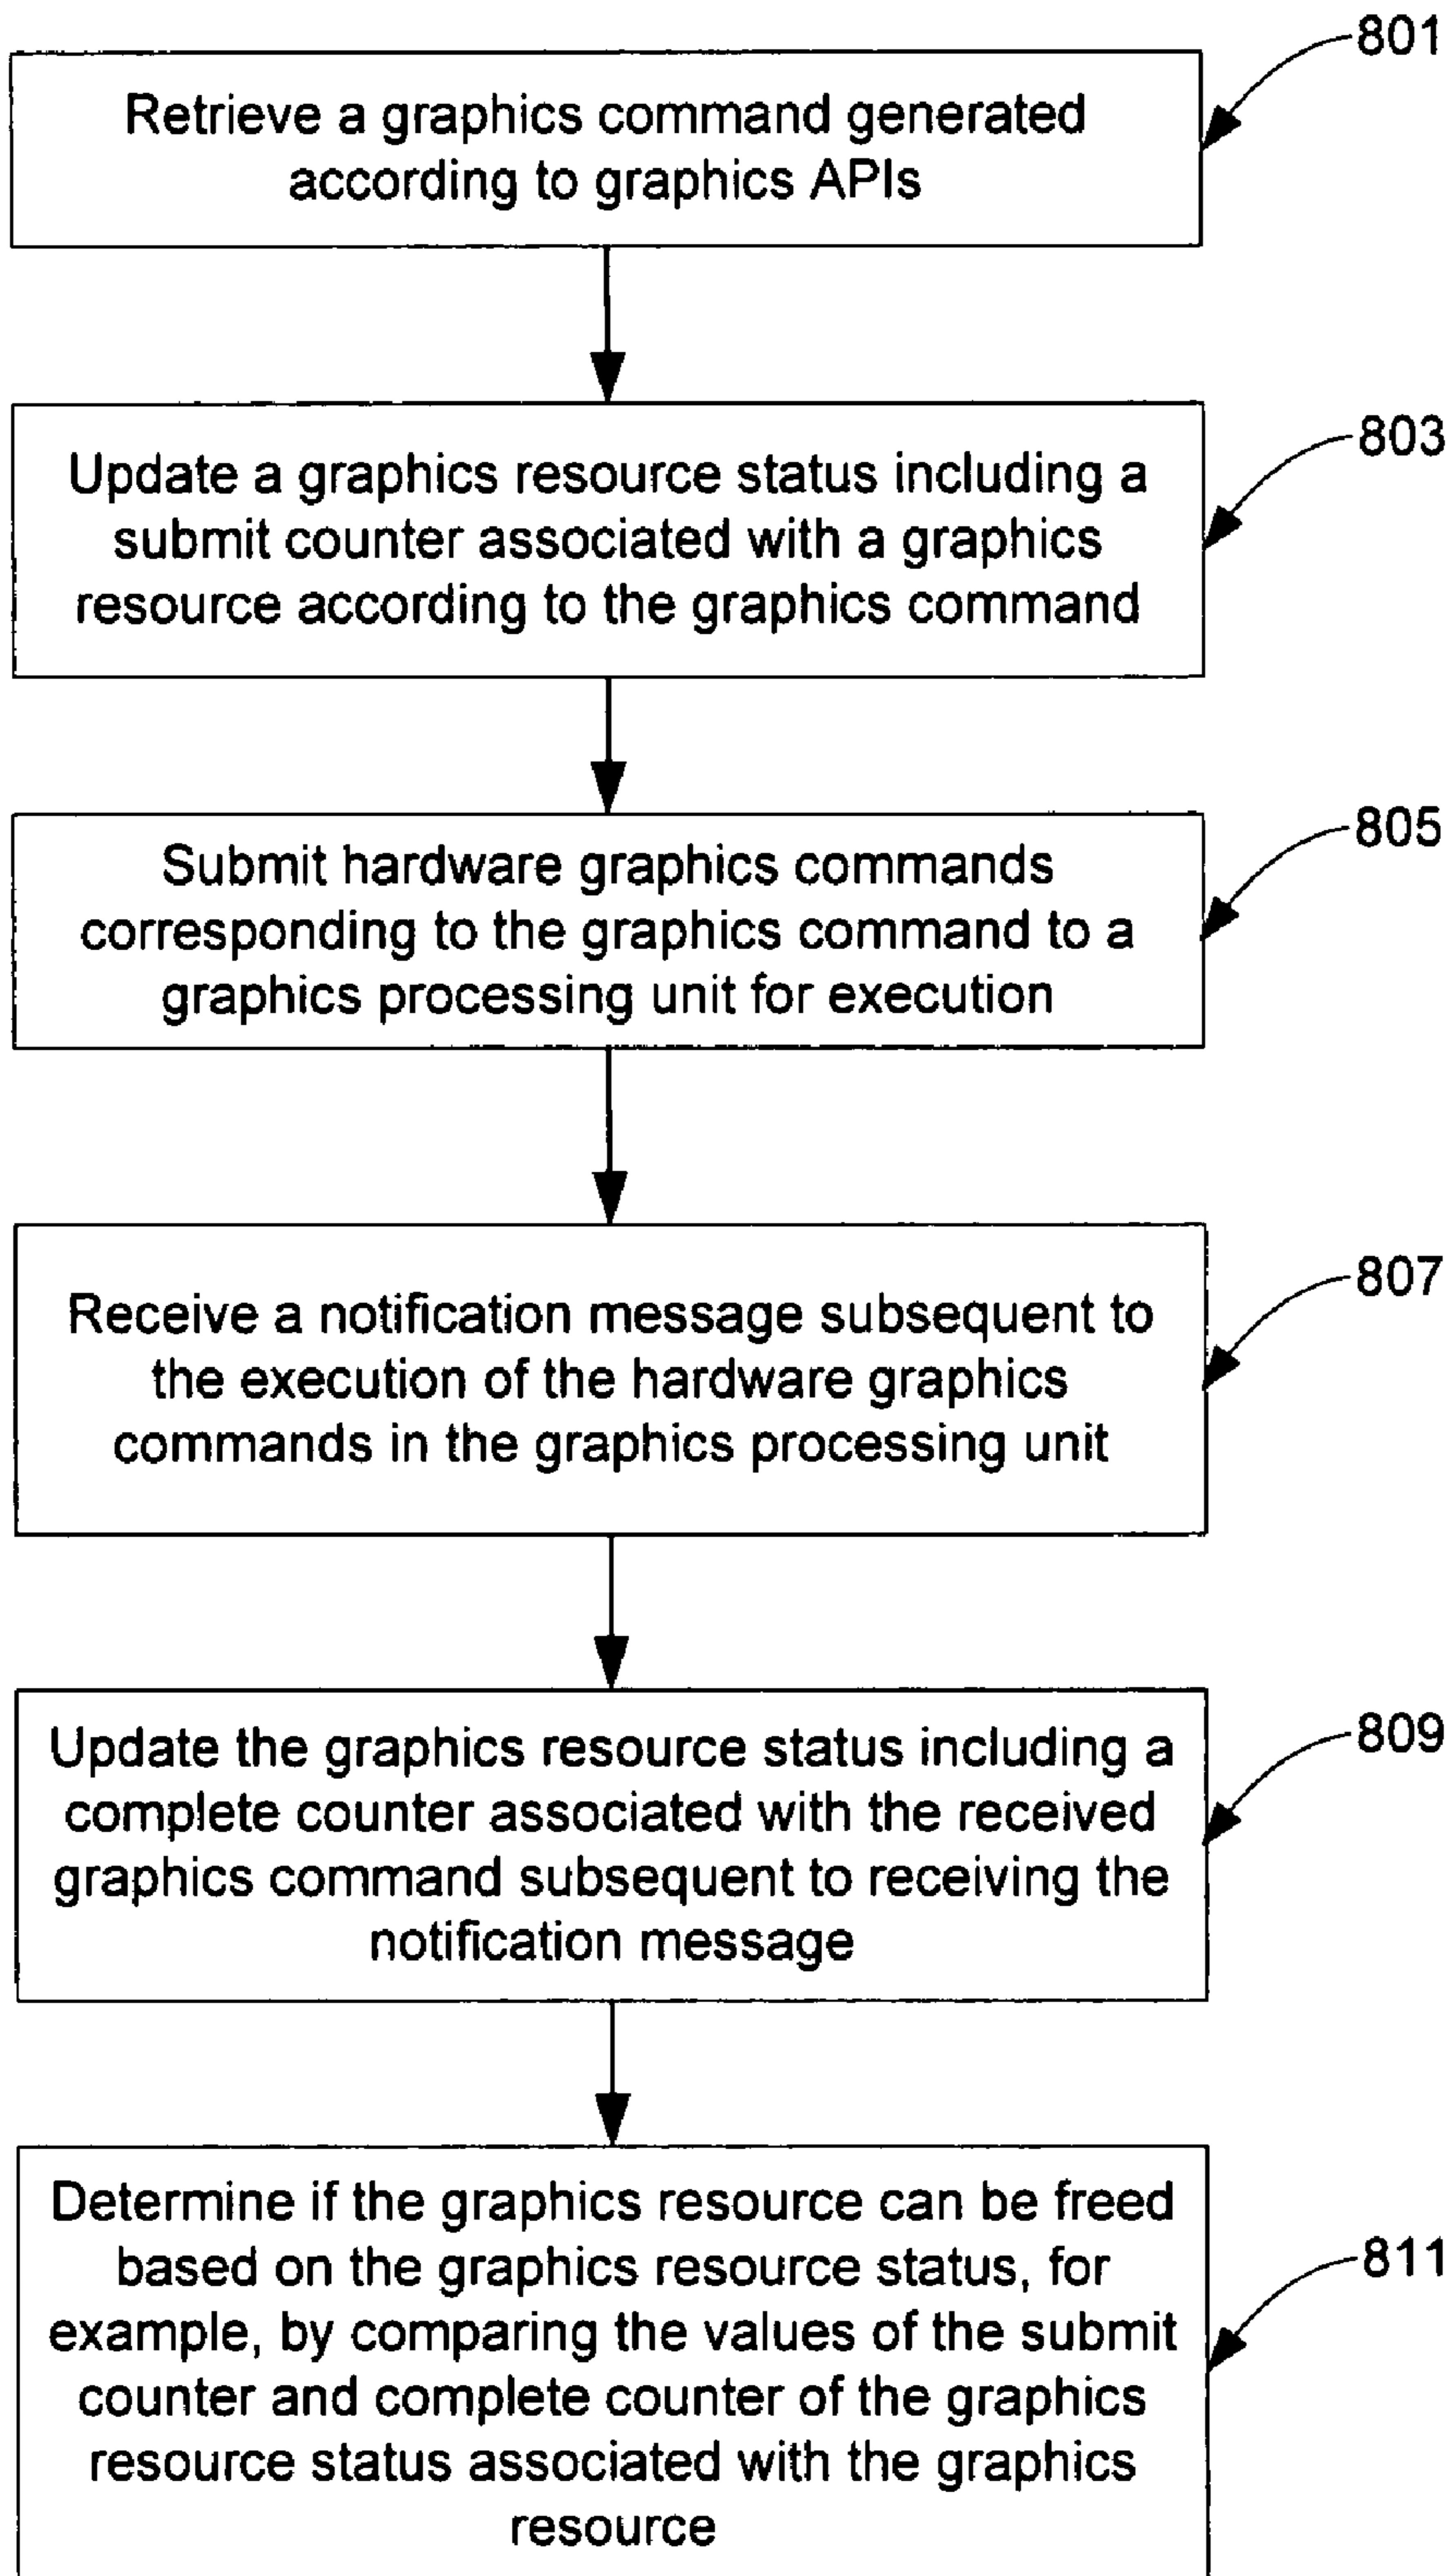 801
Retrieve a graphics command generated
according to graphics APIs
803
Update a graphics resource status including a
submit counter associated with a graphics
resource according to the graphics command
805
Submit hardware graphics commands
corresponding to the graphics command to a
graphics processing unit for execution
807
Receive a notification message subsequent to
the execution of the hardware graphics
commands in the graphics processing unit
809
Update the graphics resource status including a
complete counter associated with the received
graphics command subsequent to receiving the
notification message
811
Determine if the graphics resource can be freed
based on the graphics resource status, for
example, by comparing the values of the submit
counter and complete counter of the graphics
resource status associated with the graphics
resource